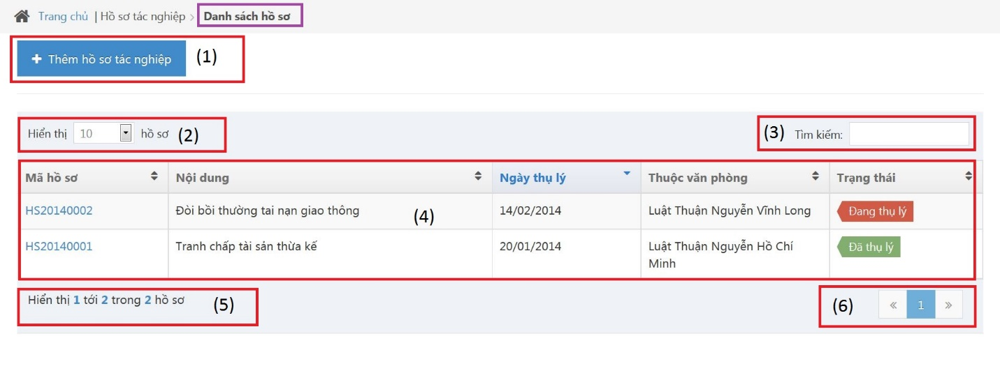 Trang chủ | Hồ sơ tác nghiệp > Danh sách hồ sơ
+ Thêm hồ sơ tác nghiệp (1)
Hiển thị 10 hồ sơ (2)
(3) Tìm kiếm:
Mã hồ sơ Nội dung Ngày thụ lý Thuộc văn phòng Trạng thái
HS20140002 Đòi bồi thường tai nạn giao thông (4) 14/02/2014 Luật Thuận Nguyễn Vĩnh Long Đang thụ lý
HS20140001 Tranh chấp tài sản thừa kế 20/01/2014 Luật Thuận Nguyễn Hồ Chí Đã thụ lý
Minh
Hiển thị 1 tới 2 trong 2 hồ sơ (5)
(6) « 1 »